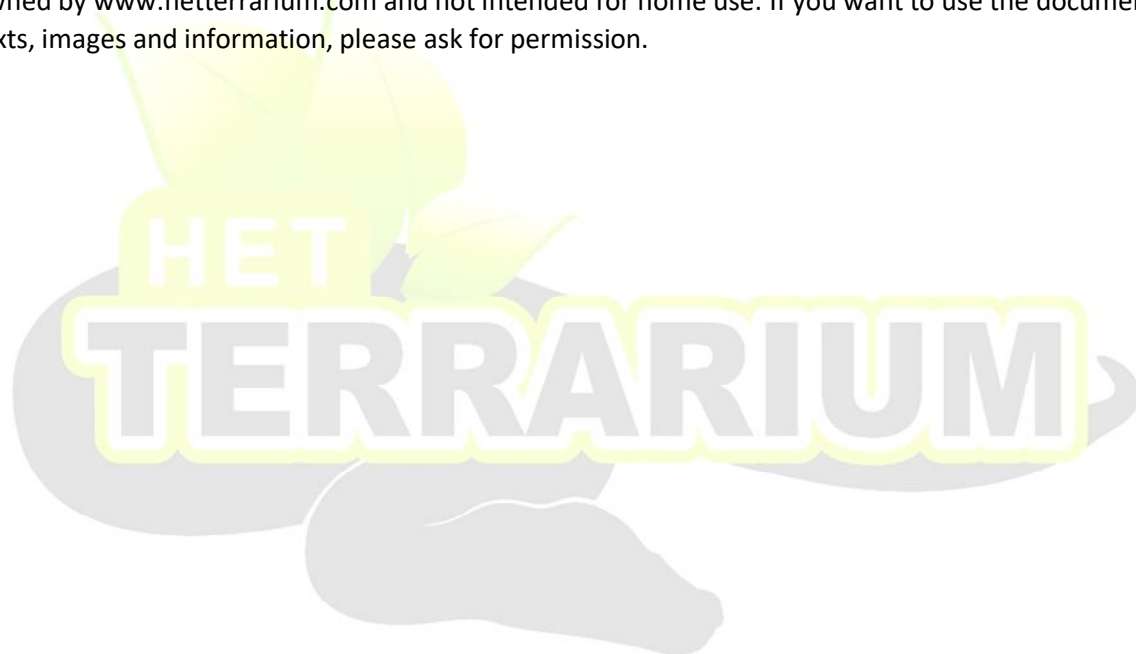 wned by www.hetterrarium.com and not intended for home use. If you want to use the documen
xts, images and information, please ask for permission.
HET
TERRARIUM